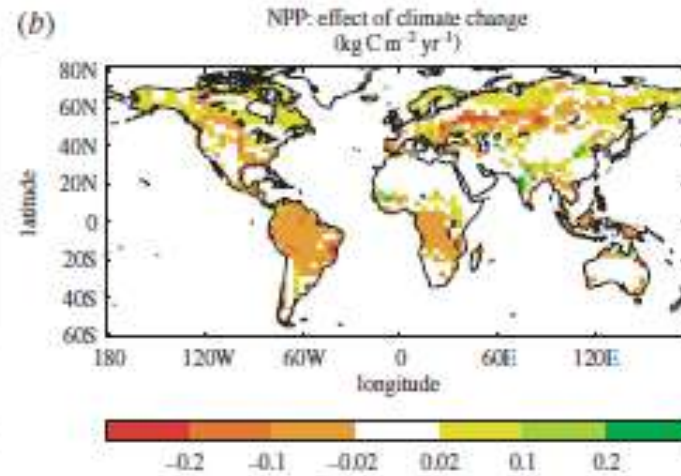 (b)
NPP: effect of climate change
(kg C m⁻² yr⁻¹)
80N
60N
40N
20N
0
20S
40S
60S
latitude
180 120W 60W 0 60E 120E
longitude
−0.2 −0.1 −0.02 0.02 0.1 0.2